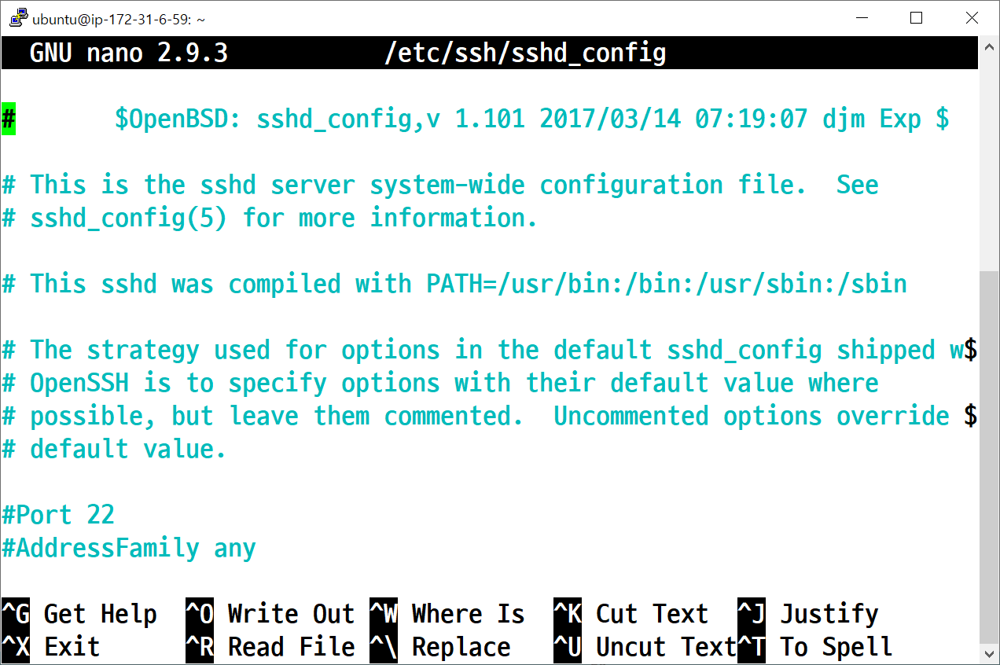 ubuntu@ip-172-31-6-59: ~
GNU nano 2.9.3 /etc/ssh/sshd_config
# $OpenBSD: sshd_config,v 1.101 2017/03/14 07:19:07 djm Exp $
# This is the sshd server system-wide configuration file.  See
# sshd_config(5) for more information.
# This sshd was compiled with PATH=/usr/bin:/bin:/usr/sbin:/sbin
# The strategy used for options in the default sshd_config shipped w$
# OpenSSH is to specify options with their default value where
# possible, but leave them commented.  Uncommented options override $
# default value.
#Port 22
#AddressFamily any
^G Get Help ^O Write Out ^W Where Is ^K Cut Text ^J Justify
^X Exit ^R Read File ^\ Replace ^U Uncut Text ^T To Spell